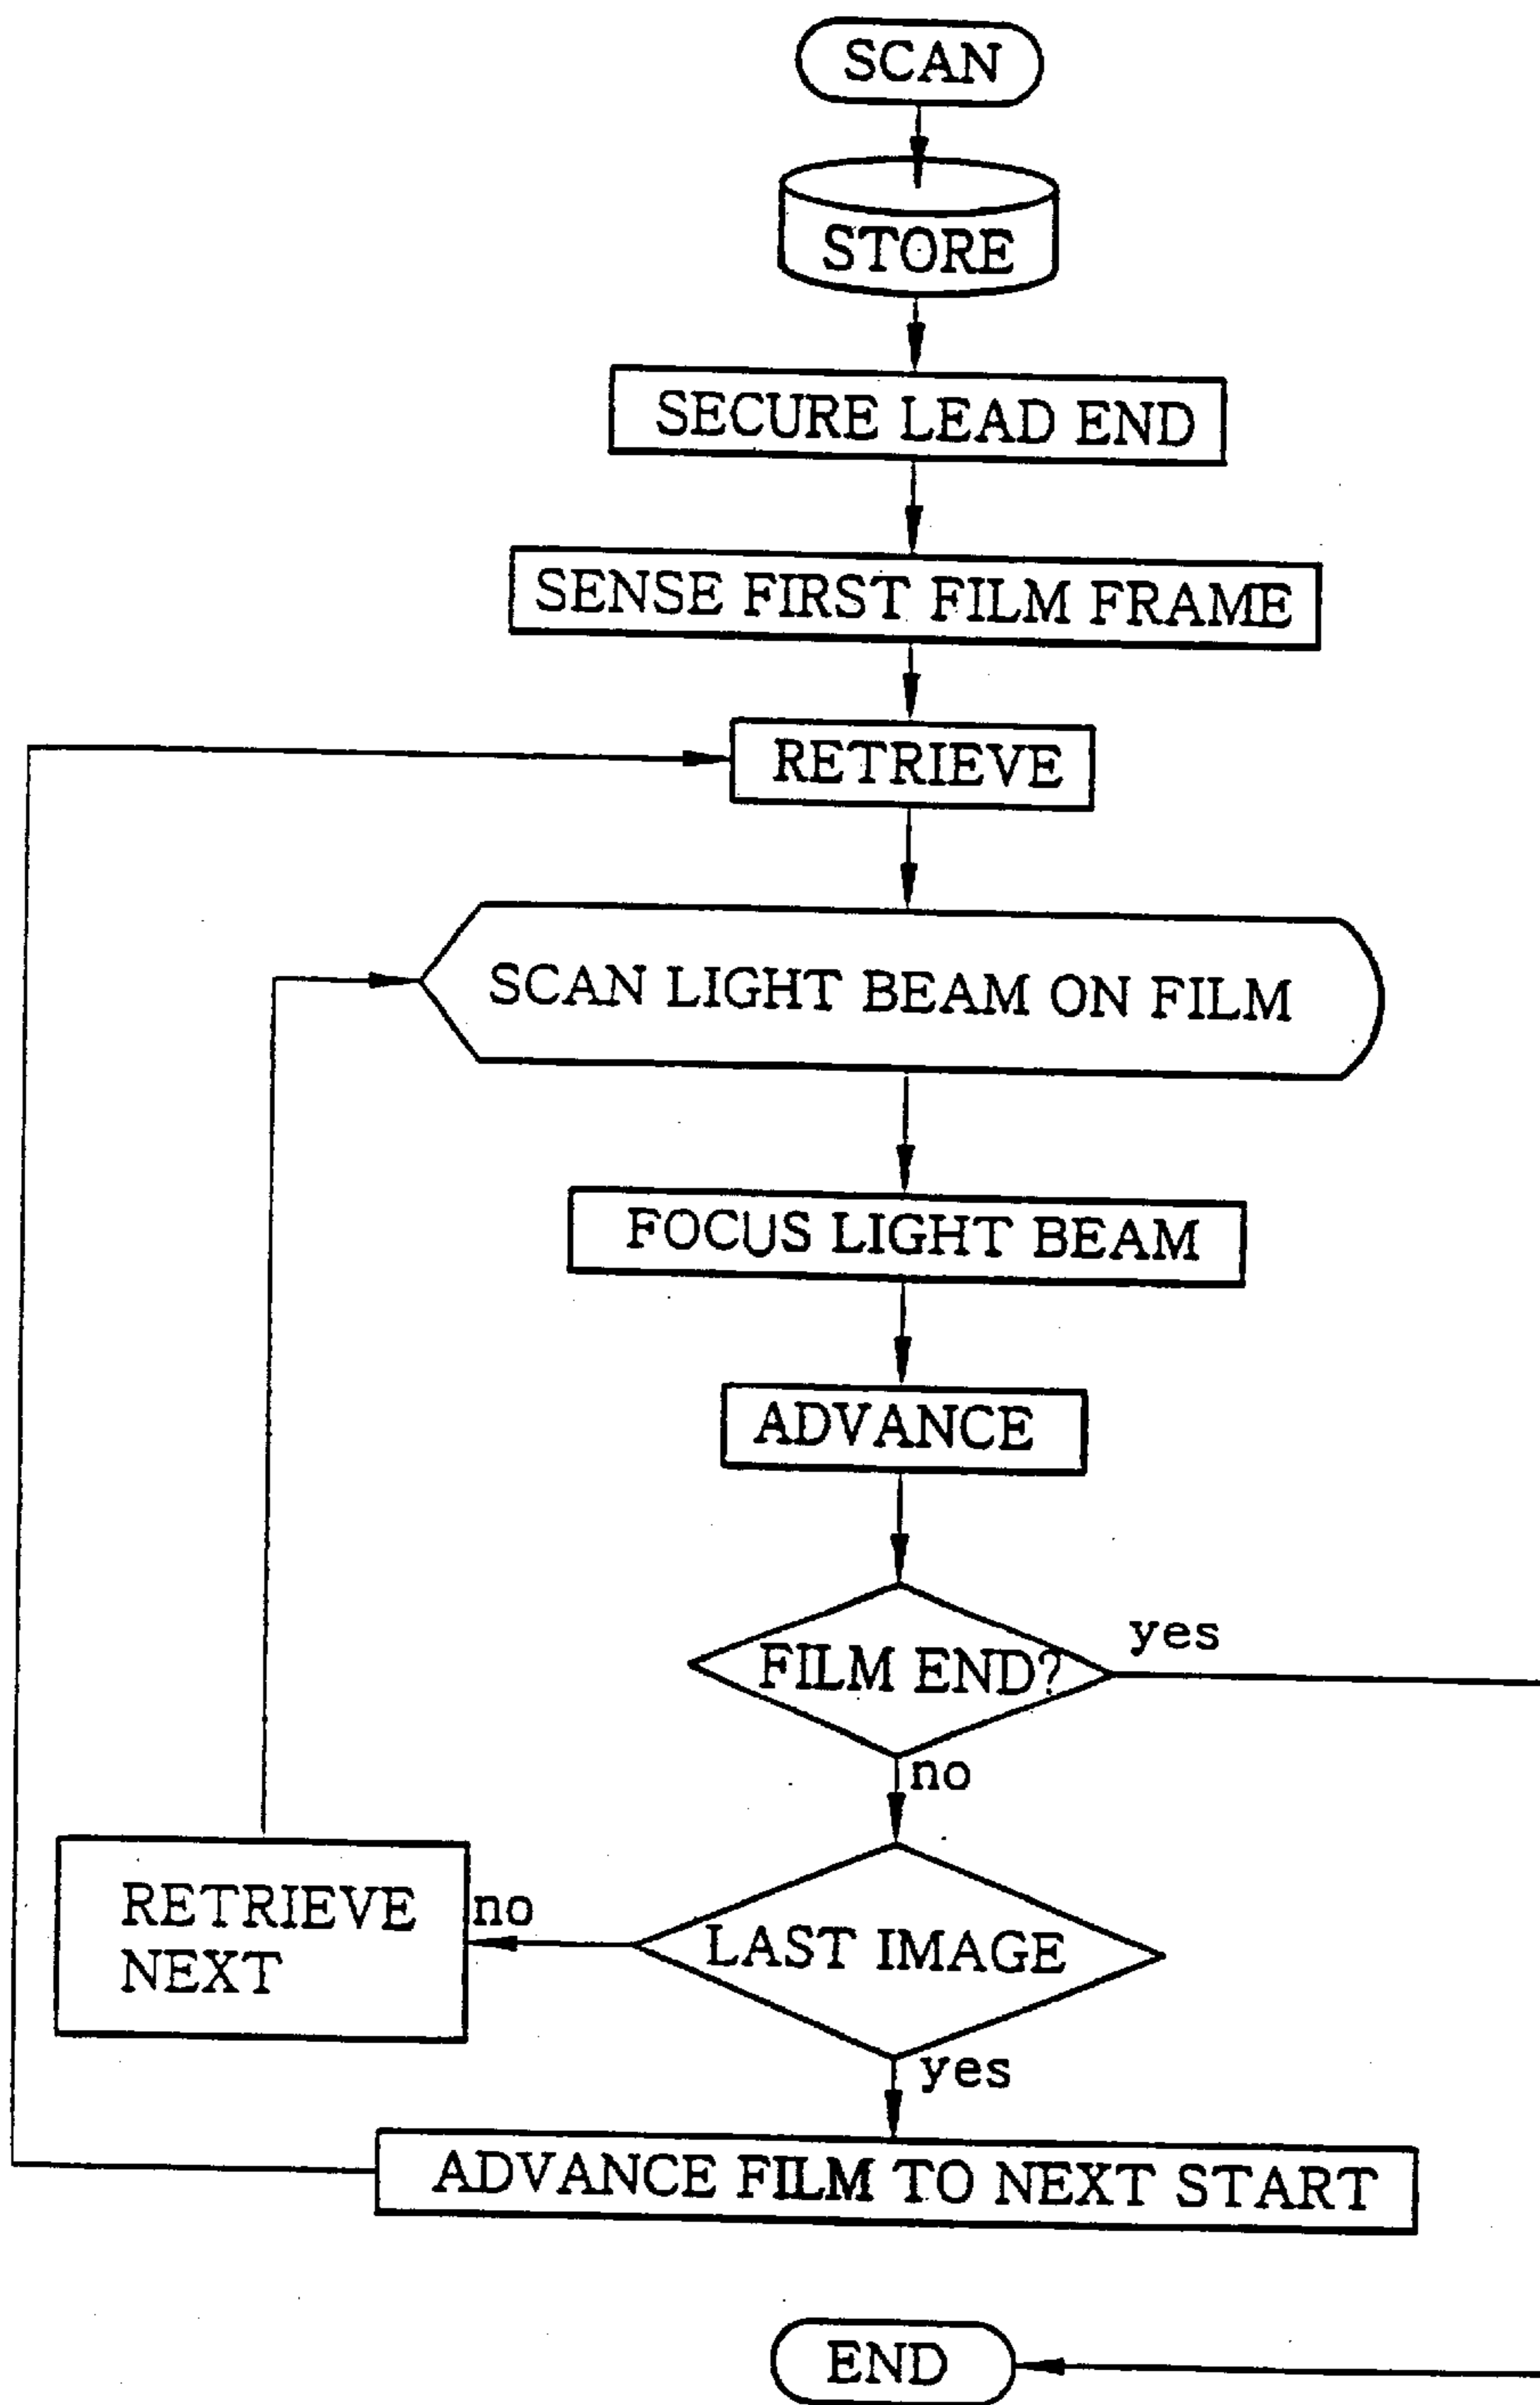 SCAN
STORE
SECURE LEAD END
SENSE FIRST FILM FRAME
RETRIEVE
SCAN LIGHT BEAM ON FILM
FOCUS LIGHT BEAM
ADVANCE
FILM END?
yes
no
LAST IMAGE
no
RETRIEVE
NEXT
yes
ADVANCE FILM TO NEXT START
END